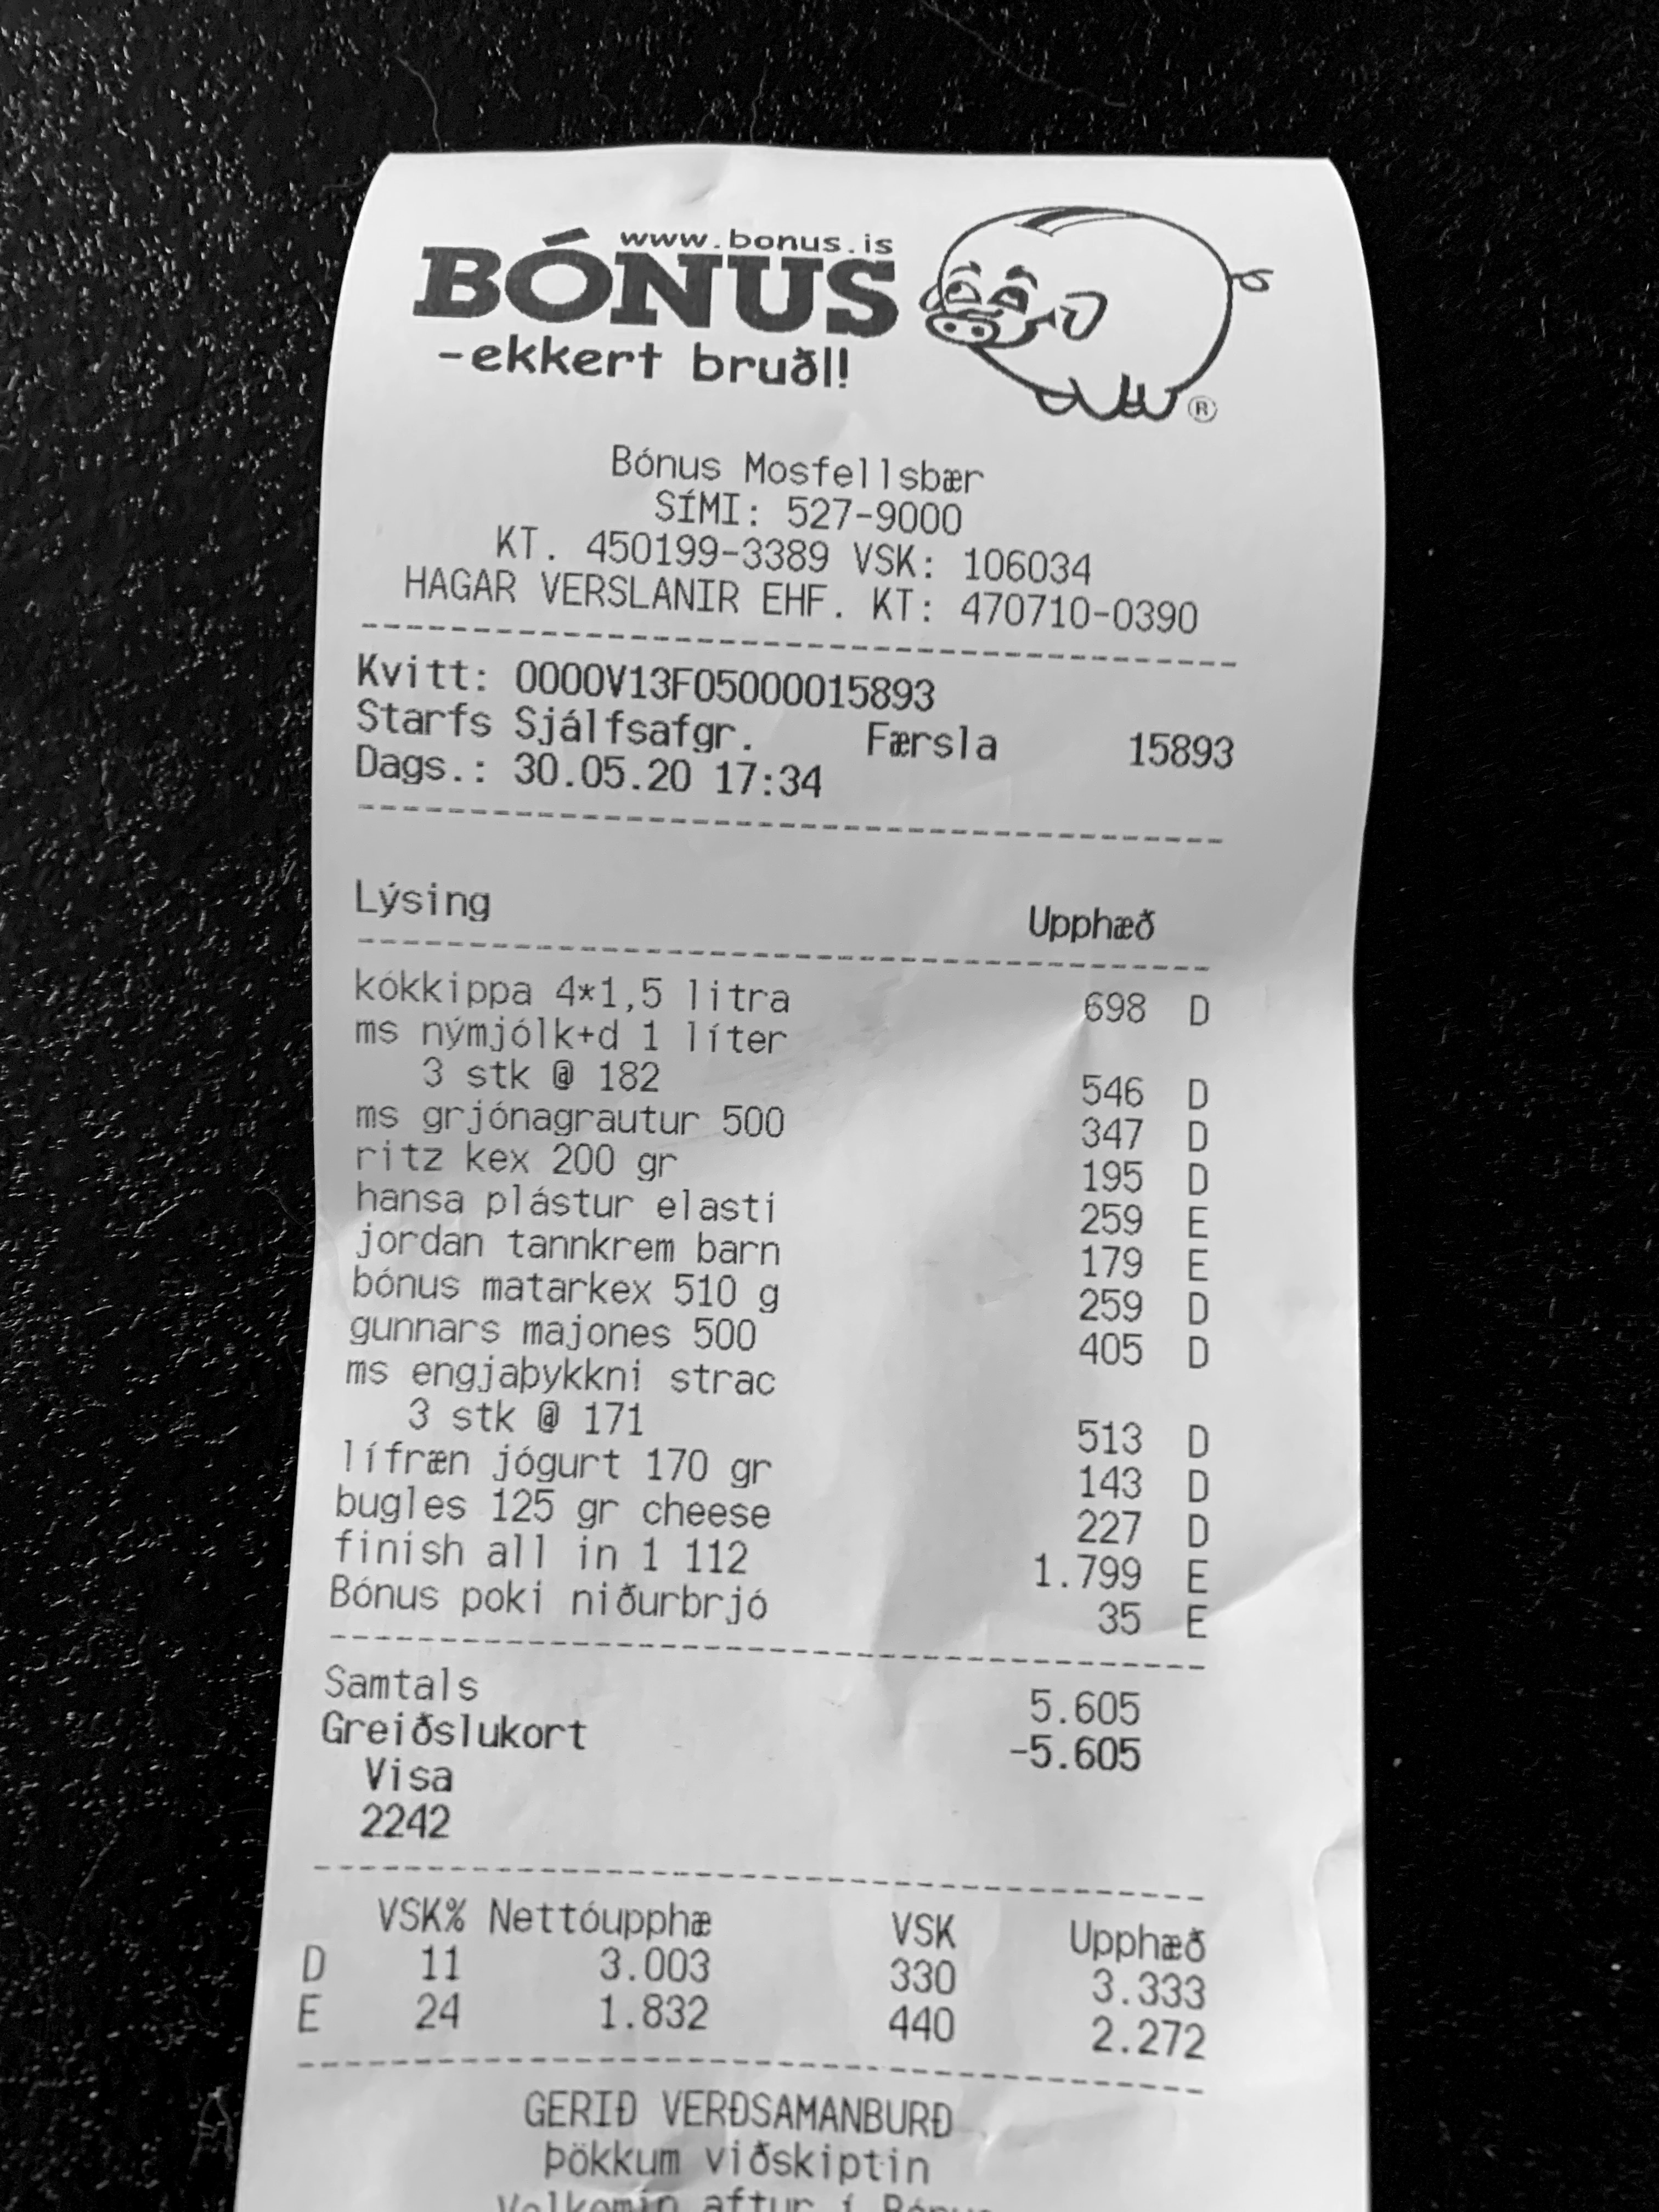 www.bonus.is
BÓNUS
-ekkert bruðl!
®
Bónus Mosfellsbær
SÍMI: 527-9000
KT. 450199-3389 VSK: 106034
HAGAR VERSLANIR EHF. KT: 470710-0390
Kvitt: 0000V13F05000015893
Starfs Sjálfsafgr. Færsla 15893
Dags.: 30.05.20 17:34
Lýsing Upphæð
kókkippa 4*1,5 litra 698 D
ms nýmjólk+d 1 líter
3 stk @ 182 546 D
ms grjónagrautur 500 347 D
ritz kex 200 gr 195 D
hansa plástur elasti 259 E
jordan tannkrem barn 179 E
bónus matarkex 510 g 259 D
gunnars majones 500 405 D
ms engjaþykkni strac
3 stk @ 171 513 D
lífræn jógurt 170 gr 143 D
bugles 125 gr cheese 227 D
finish all in 1 112 1.799 E
Bónus poki niðurbrjó 35 E
Samtals 5.605
Greiðslukort -5.605
Visa
2242
VSK% Nettóupphæ VSK Upphæð
D 11 3.003 330 3.333
E 24 1.832 440 2.272
GERIÐ VERÐSAMANBURÐ
Þökkum viðskiptin
Velkomin aftur í Bónus